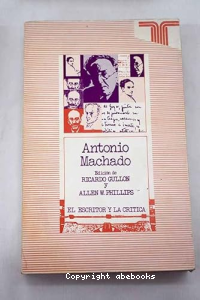 Antonio
Machado
Edición de
RICARDO GULLON
Y
ALLEN W. PHILLIPS
EL ESCRITOR Y LA CRITICA
Copyright abebooks